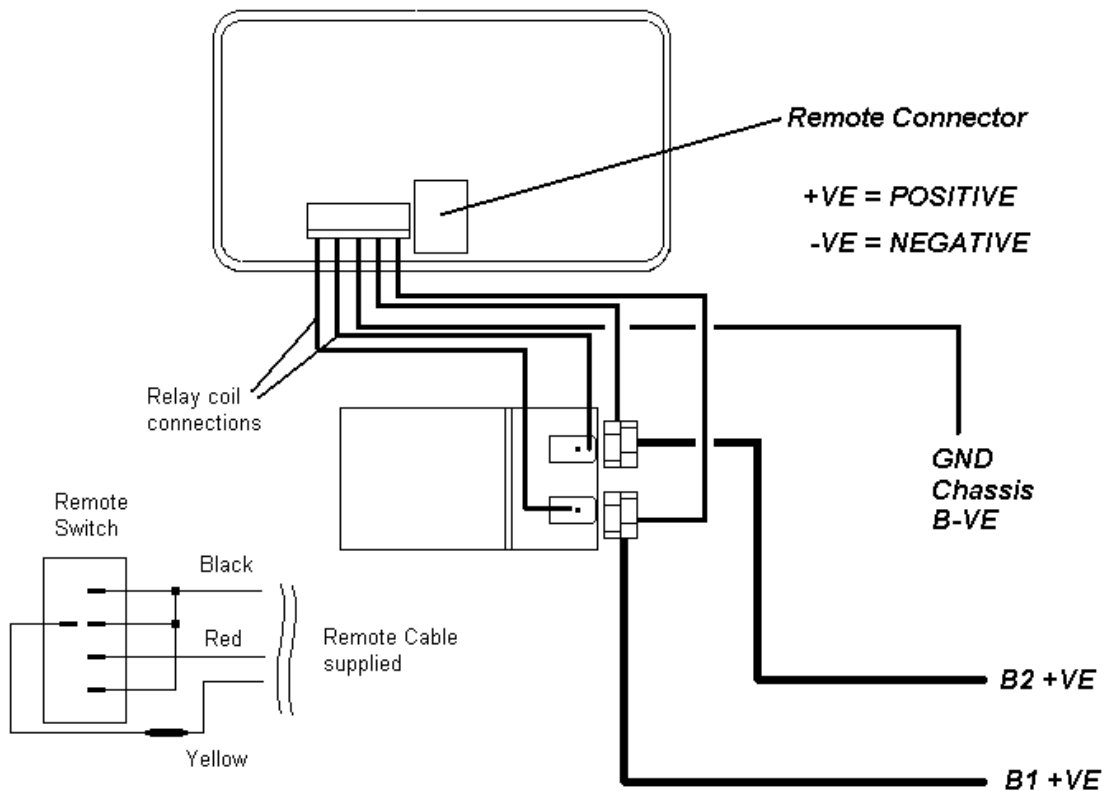 Remote Connector
+VE = POSITIVE
-VE = NEGATIVE
Relay coil
connections
GND
Chassis
B-VE
Remote
Switch
Black
Red
Remote Cable
supplied
Yellow
B2 +VE
B1 +VE